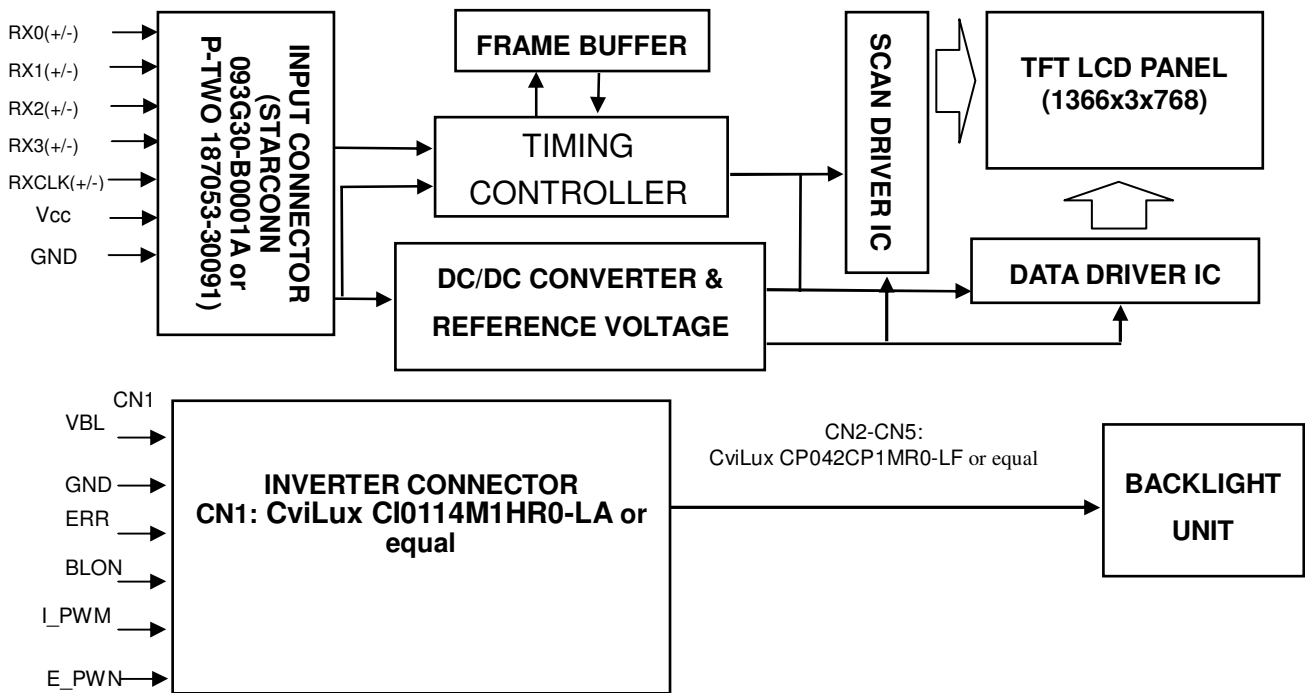 RX0(+/-)
RX1(+/-)
RX2(+/-)
RX3(+/-)
RXCLK(+/-)
Vcc
GND
INPUT CONNECTOR
(STARCONN
093G30-B0001A or
P-TWO 187053-30091)
FRAME BUFFER
TIMING
CONTROLLER
DC/DC CONVERTER &
REFERENCE VOLTAGE
SCAN DRIVER IC
TFT LCD PANEL
(1366x3x768)
DATA DRIVER IC
CN1
VBL
GND
ERR
BLON
I_PWM
E_PWN
INVERTER CONNECTOR
CN1: CviLux CI0114M1HR0-LA or
equal
CN2-CN5:
CviLux CP042CP1MR0-LF or equal
BACKLIGHT
UNIT